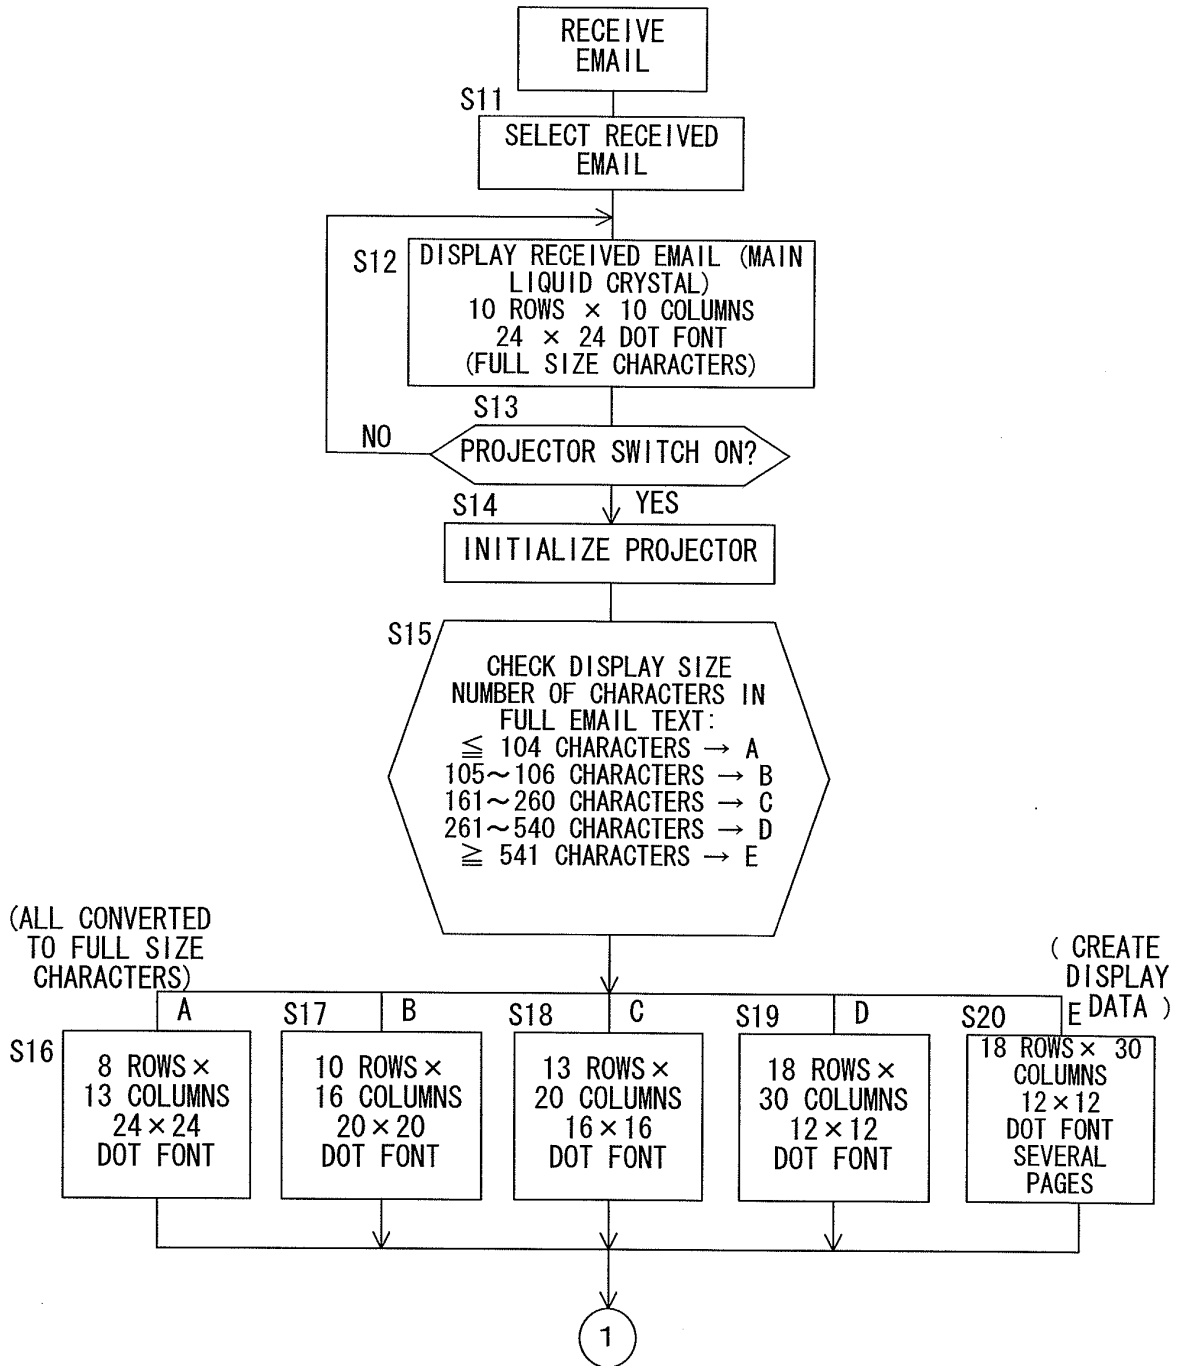 RECEIVE
EMAIL
S11
SELECT RECEIVED
EMAIL
S12
DISPLAY RECEIVED EMAIL (MAIN
LIQUID CRYSTAL)
10 ROWS × 10 COLUMNS
24 × 24 DOT FONT
(FULL SIZE CHARACTERS)
S13
NO
PROJECTOR SWITCH ON?
S14
YES
INITIALIZE PROJECTOR
S15
CHECK DISPLAY SIZE
NUMBER OF CHARACTERS IN
FULL EMAIL TEXT:
≦ 104 CHARACTERS → A
105～106 CHARACTERS → B
161～260 CHARACTERS → C
261～540 CHARACTERS → D
≧ 541 CHARACTERS → E
(ALL CONVERTED
TO FULL SIZE
CHARACTERS)
( CREATE
DISPLAY
DATA )
A
S17
B
S18
C
S19
D
S20
E
S16
8 ROWS ×
13 COLUMNS
24 × 24
DOT FONT
10 ROWS ×
16 COLUMNS
20 × 20
DOT FONT
13 ROWS ×
20 COLUMNS
16 × 16
DOT FONT
18 ROWS ×
30 COLUMNS
12 × 12
DOT FONT
18 ROWS × 30
COLUMNS
12 × 12
DOT FONT
SEVERAL
PAGES
1